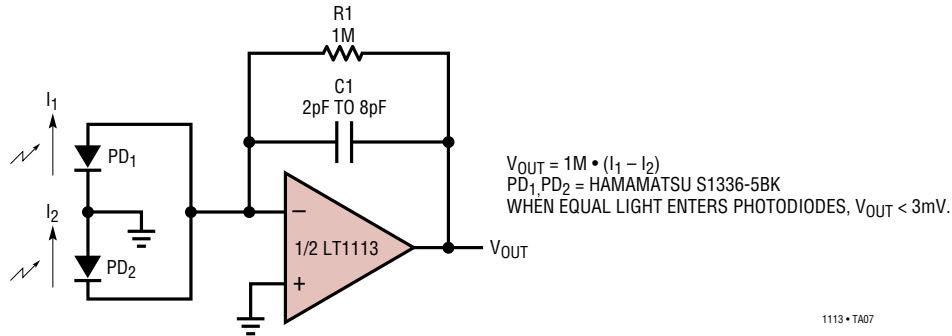 R1
1M
C1
2pF TO 8pF
I1
PD1
I2
PD2
–
+
1/2 LT1113
VOUT
VOUT = 1M • (I1 – I2)
PD1,PD2 = HAMAMATSU S1336-5BK
WHEN EQUAL LIGHT ENTERS PHOTODIODES, VOUT < 3mV.
1113 • TA07